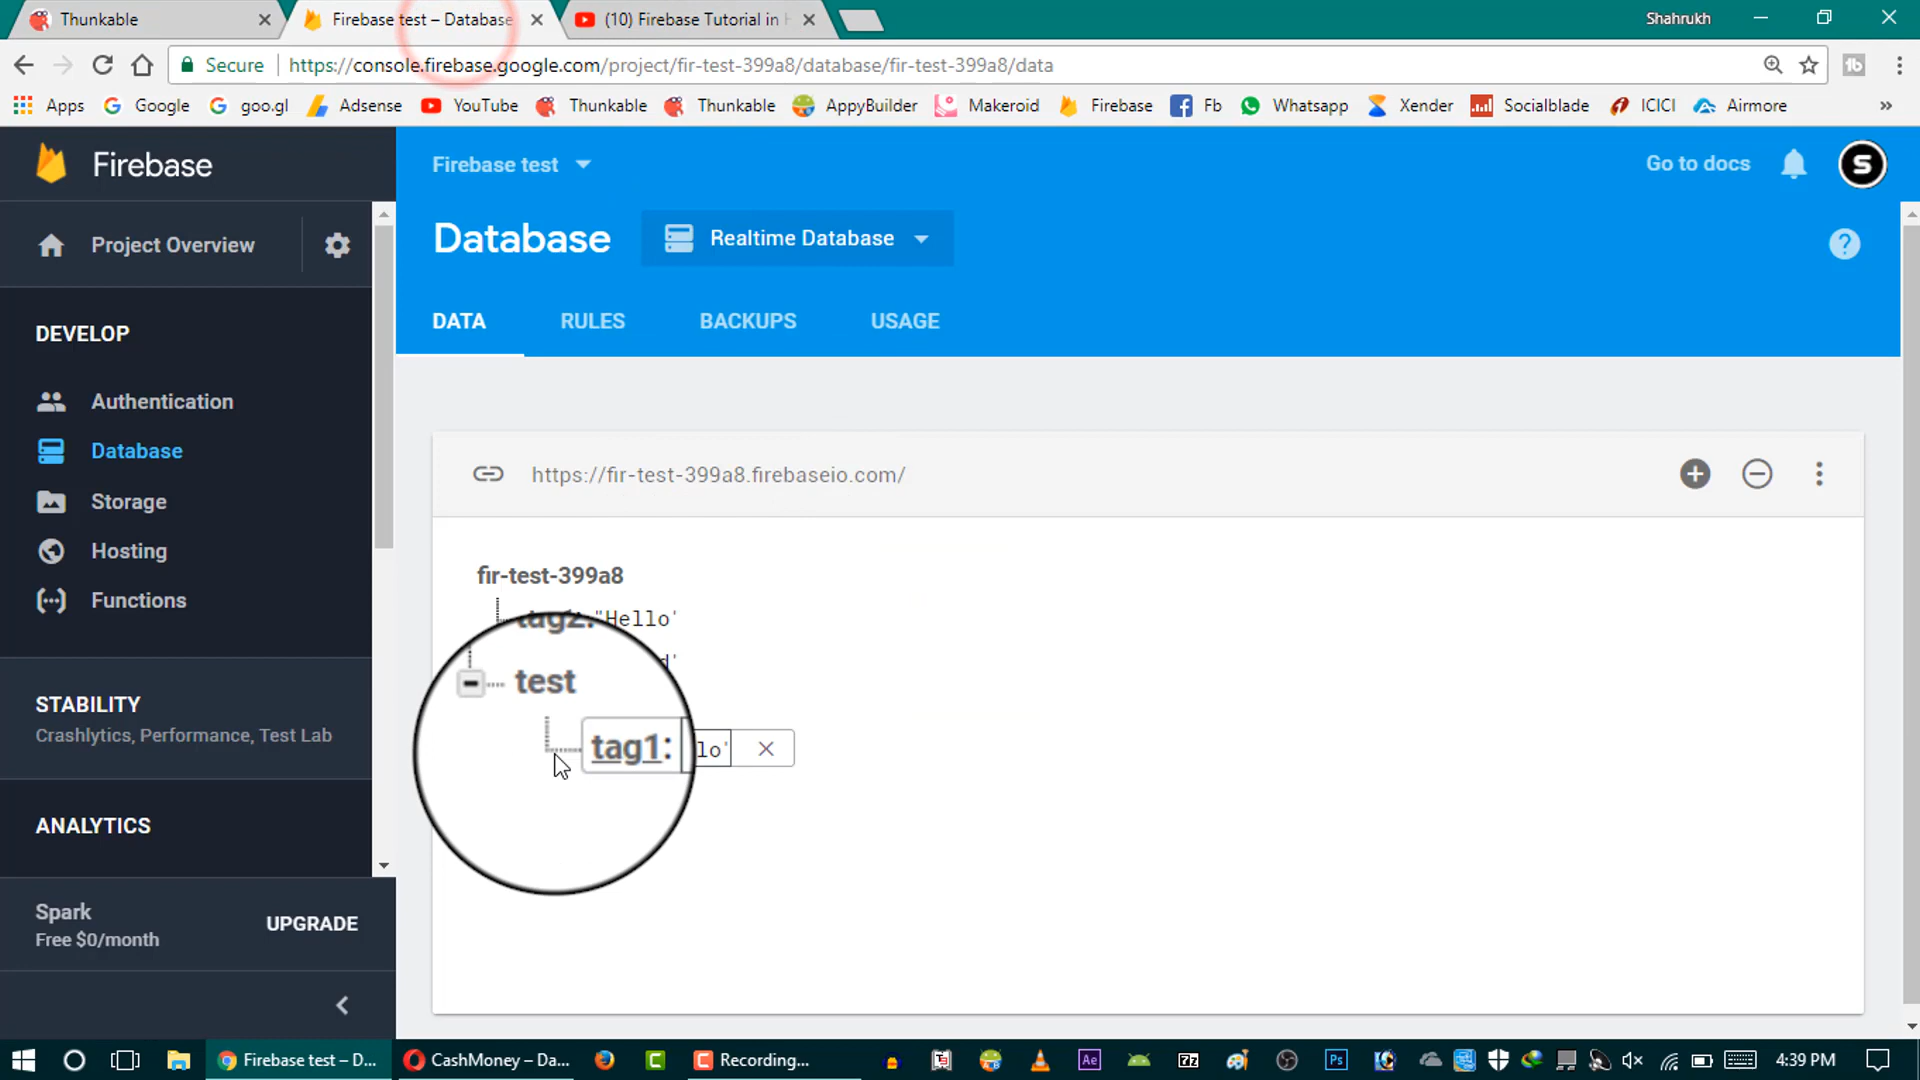 Thunkable
Firebase test – Database
(10) Firebase Tutorial in H
Shahrukh
Secure
https://console.firebase.google.com/project/fir-test-399a8/database/fir-test-399a8/data
Apps
Google
goo.gl
Adsense
YouTube
Thunkable
Thunkable
AppyBuilder
Makeroid
Firebase
Fb
Whatsapp
Xender
Socialblade
ICICI
Airmore
»
Firebase
Firebase test
Go to docs
S
Project Overview
Database
Realtime Database
DATA
RULES
BACKUPS
USAGE
DEVELOP
Authentication
Database
Storage
Hosting
Functions
https://fir-test-399a8.firebaseio.com/
fir-test-399a8
tag2: "Hello"
test
tag1:
lo"
STABILITY
Crashlytics, Performance, Test Lab
ANALYTICS
Spark
Free $0/month
UPGRADE
Firebase test – D...
CashMoney – Da...
Recording...
Ae
7z
Ps
4:39 PM